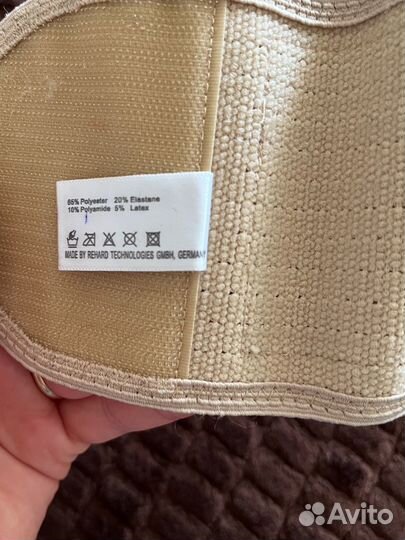 65% Polyester 20% Elastane
10% Polyamide 5% Latex
MADE BY REHARD TECHNOLOGIES GMBH, GERMANY
Avito